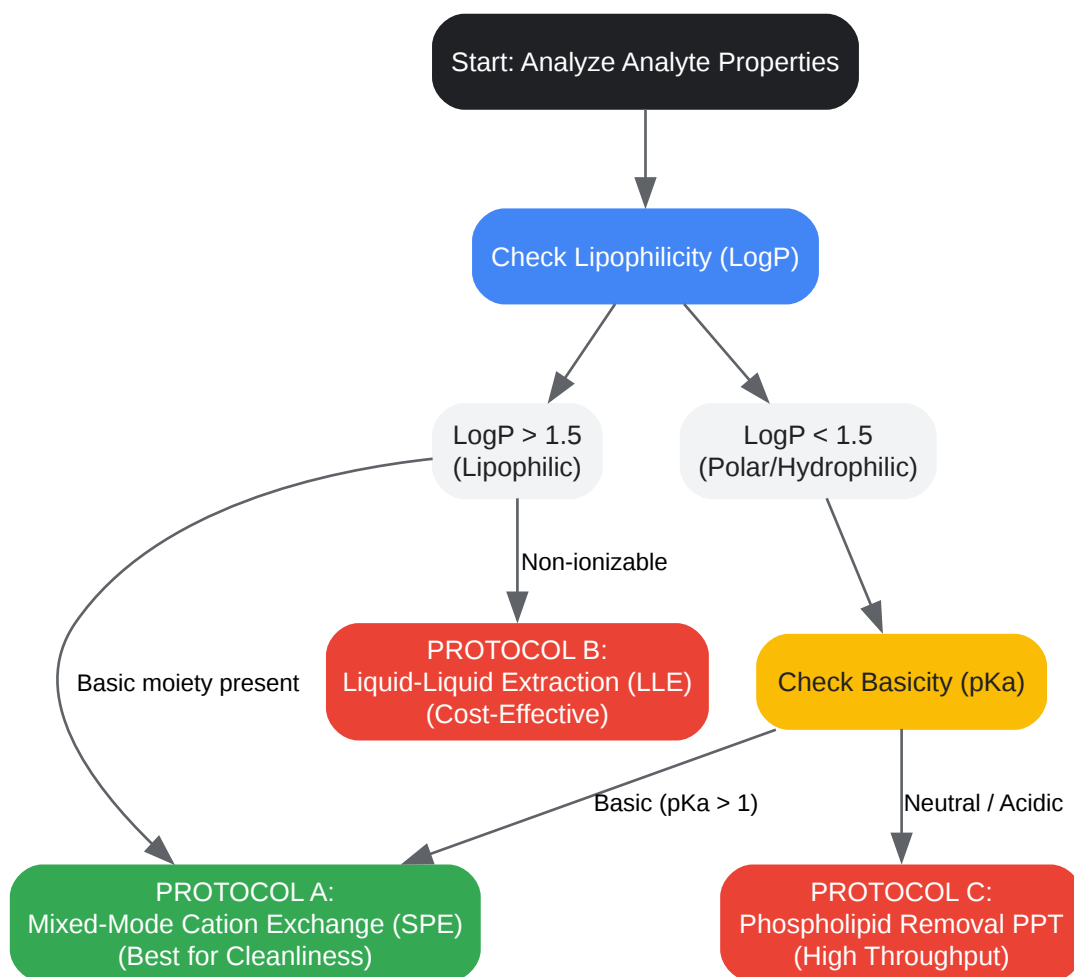 Start: Analyze Analyte Properties
Check Lipophilicity (LogP)
LogP > 1.5
(Lipophilic)
LogP < 1.5
(Polar/Hydrophilic)
Non-ionizable
PROTOCOL B:
Liquid-Liquid Extraction (LLE)
(Cost-Effective)
Basic moiety present
Check Basicity (pKa)
Basic (pKa > 1)
Neutral / Acidic
PROTOCOL A:
Mixed-Mode Cation Exchange (SPE)
(Best for Cleanliness)
PROTOCOL C:
Phospholipid Removal PPT
(High Throughput)